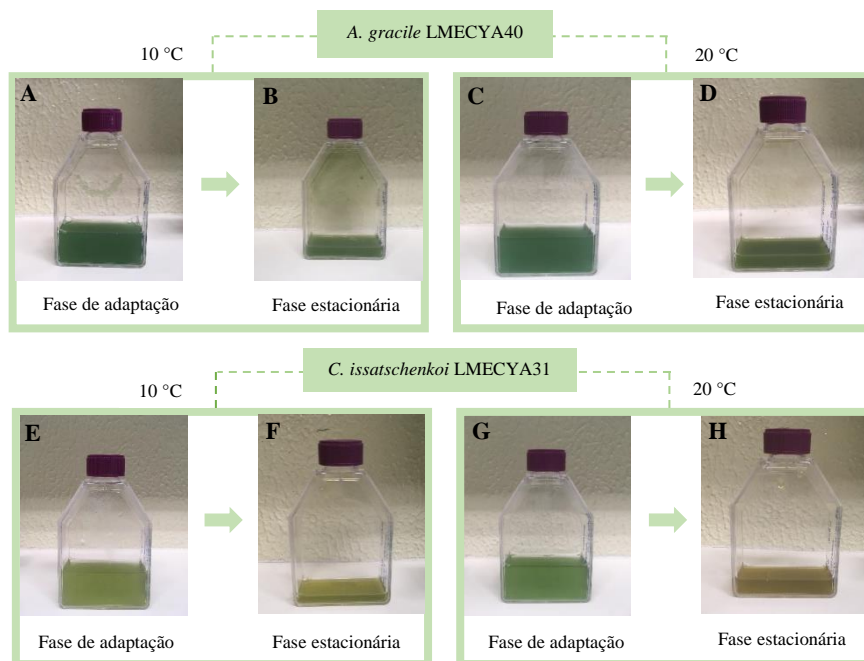 A. gracile LMECYA40
10 °C
20 °C
A
B
C
D
Fase de adaptação
Fase estacionária
Fase de adaptação
Fase estacionária
C. issatschenkoi LMECYA31
10 °C
20 °C
E
F
G
H
Fase de adaptação
Fase estacionária
Fase de adaptação
Fase estacionária